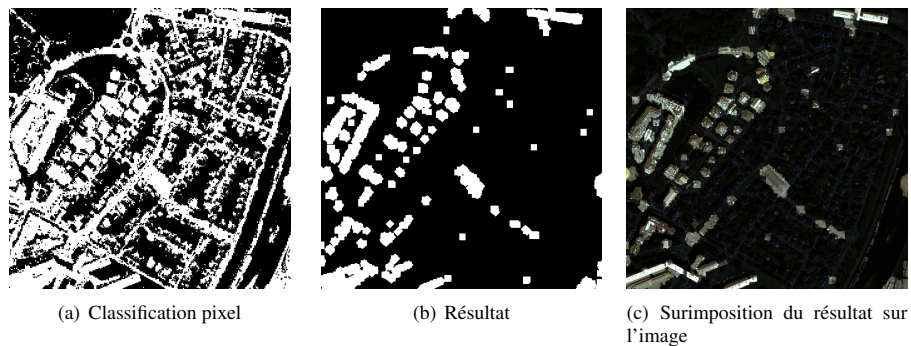 (a) Classification pixel
(b) Résultat
(c) Surimposition du résultat sur
l'image